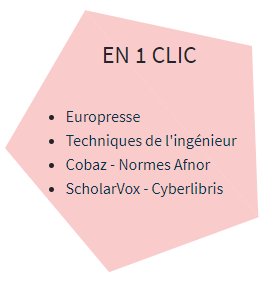 EN 1 CLIC
• Europresse
• Techniques de l'ingénieur
• Cobaz - Normes Afnor
• ScholarVox - Cyberlibris